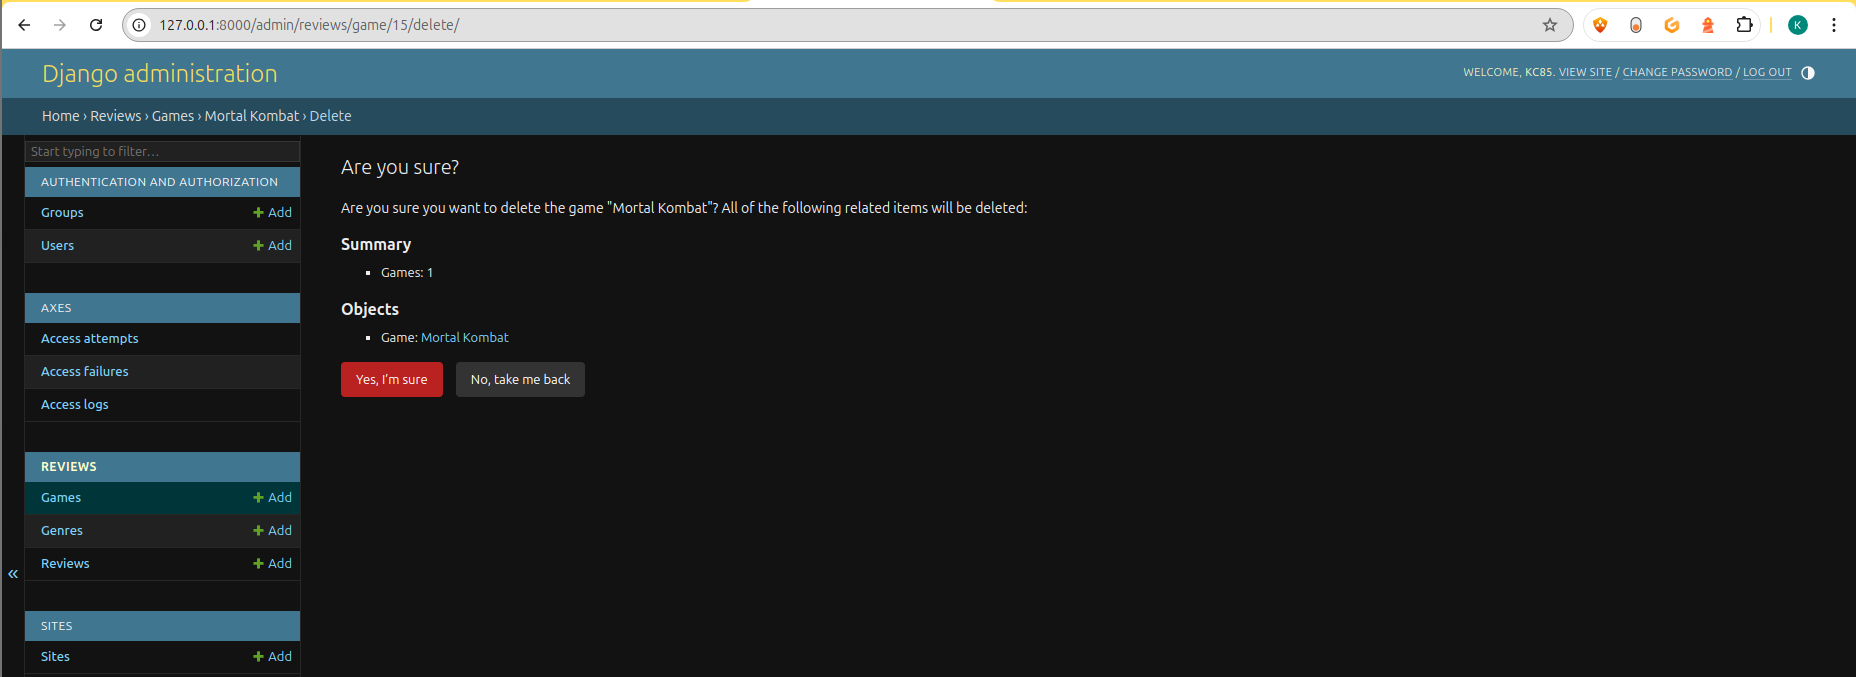 127.0.0.1:8000/admin/reviews/game/15/delete/
K
Django administration
WELCOME, KC85. VIEW SITE / CHANGE PASSWORD / LOG OUT
Home › Reviews › Games › Mortal Kombat › Delete
Start typing to filter…
AUTHENTICATION AND AUTHORIZATION
Groups + Add
Users + Add
AXES
Access attempts
Access failures
Access logs
REVIEWS
Games + Add
Genres + Add
Reviews + Add
SITES
Sites + Add
«
Are you sure?
Are you sure you want to delete the game "Mortal Kombat"? All of the following related items will be deleted:
Summary
▪ Games: 1
Objects
▪ Game: Mortal Kombat
Yes, I’m sure
No, take me back